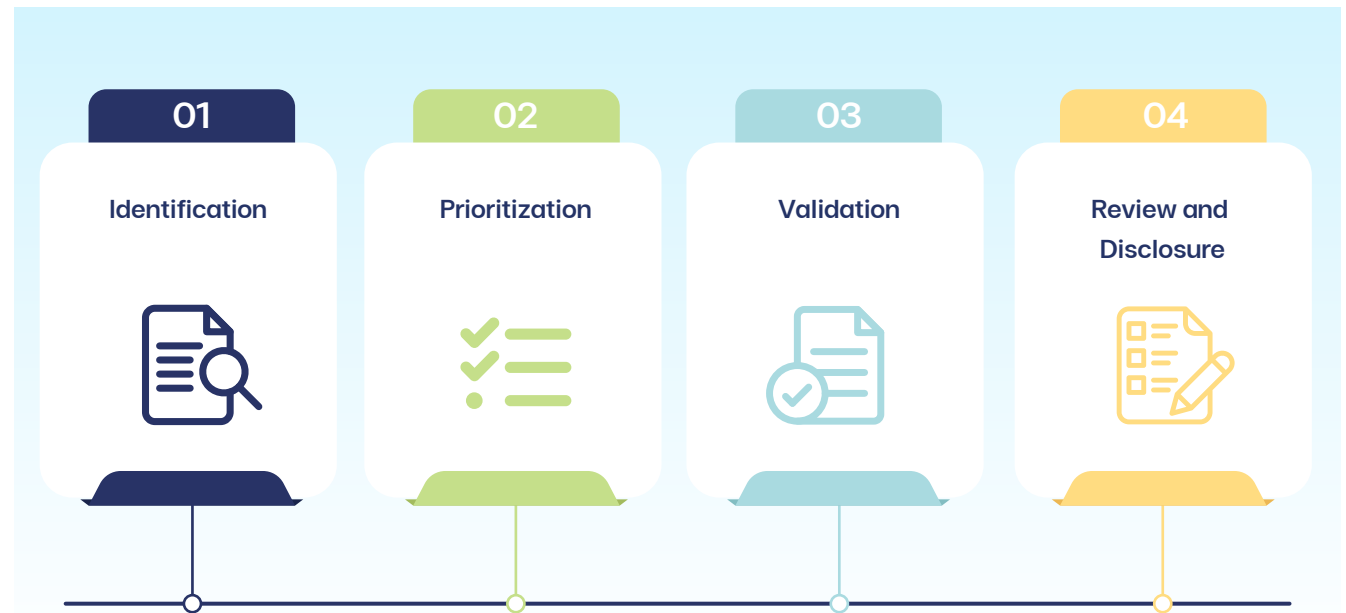 01
Identification
02
Prioritization
03
Validation
04
Review and
Disclosure